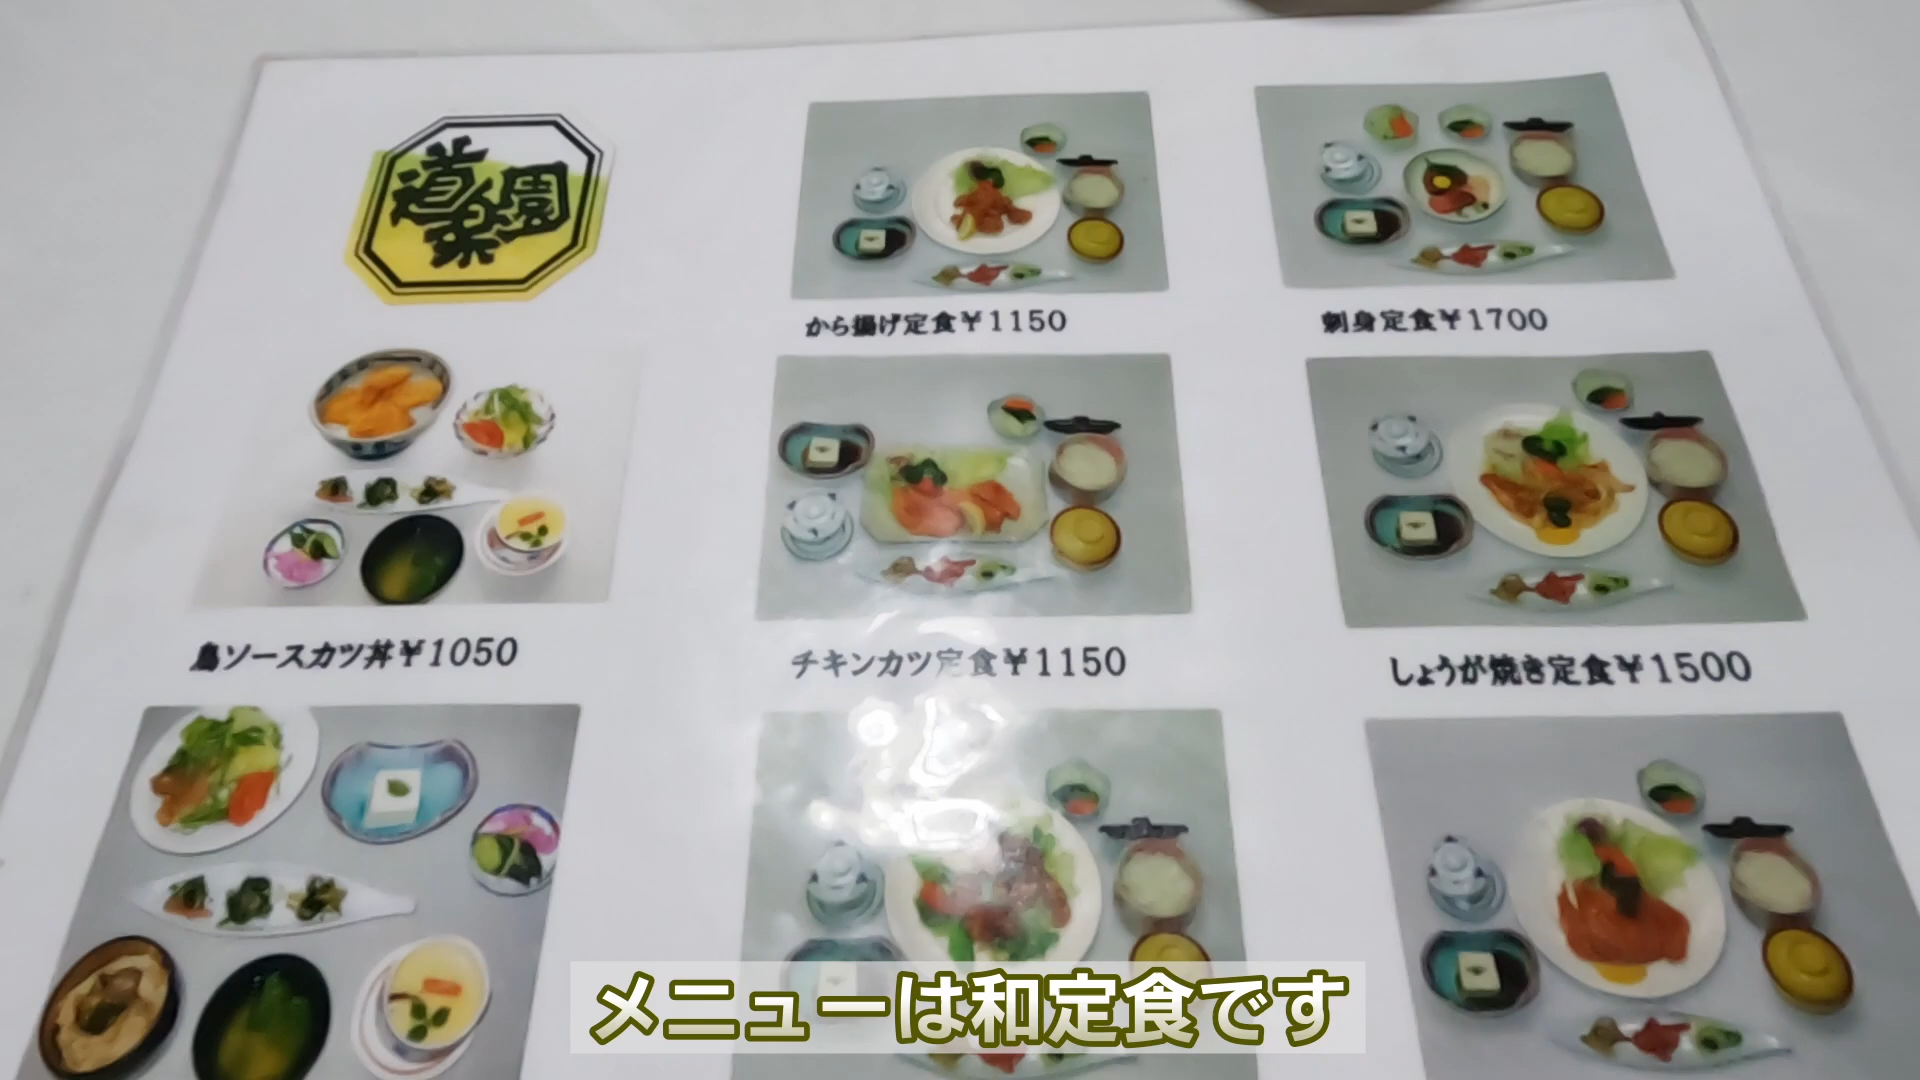 道楽園
から揚げ定食￥1150
刺身定食￥1700
鳥ソースカツ丼￥1050
チキンカツ定食￥1150
しょうが焼き定食￥1500
メニューは和定食です